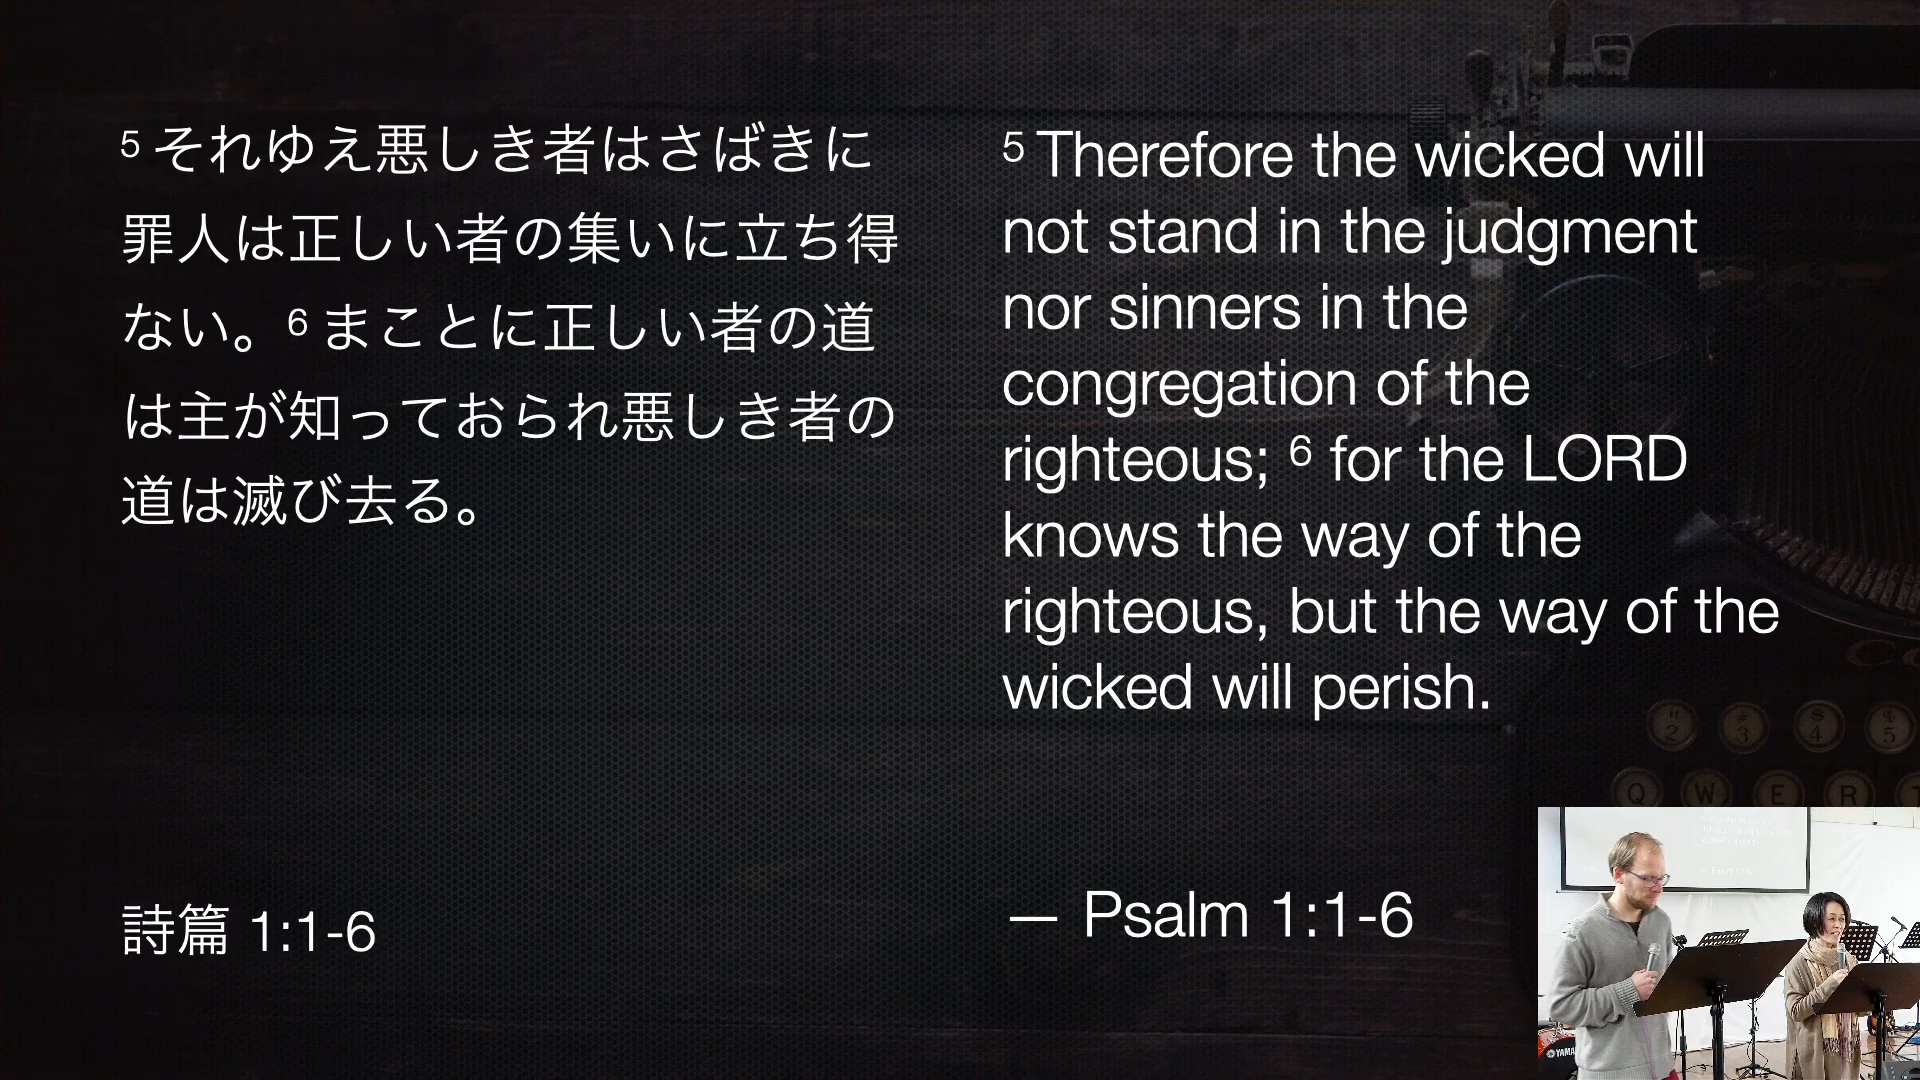 5 それゆえ悪しき者はさばきに
罪人は正しい者の集いに立ち得
ない。6 まことに正しい者の道
は主が知っておられ悪しき者の
道は滅び去る。
詩篇 1:1-6
5 Therefore the wicked will
not stand in the judgment
nor sinners in the
congregation of the
righteous; 6 for the LORD
knows the way of the
righteous, but the way of the
wicked will perish.
— Psalm 1:1-6
2 3 4 5
Q W E R T
YAMA